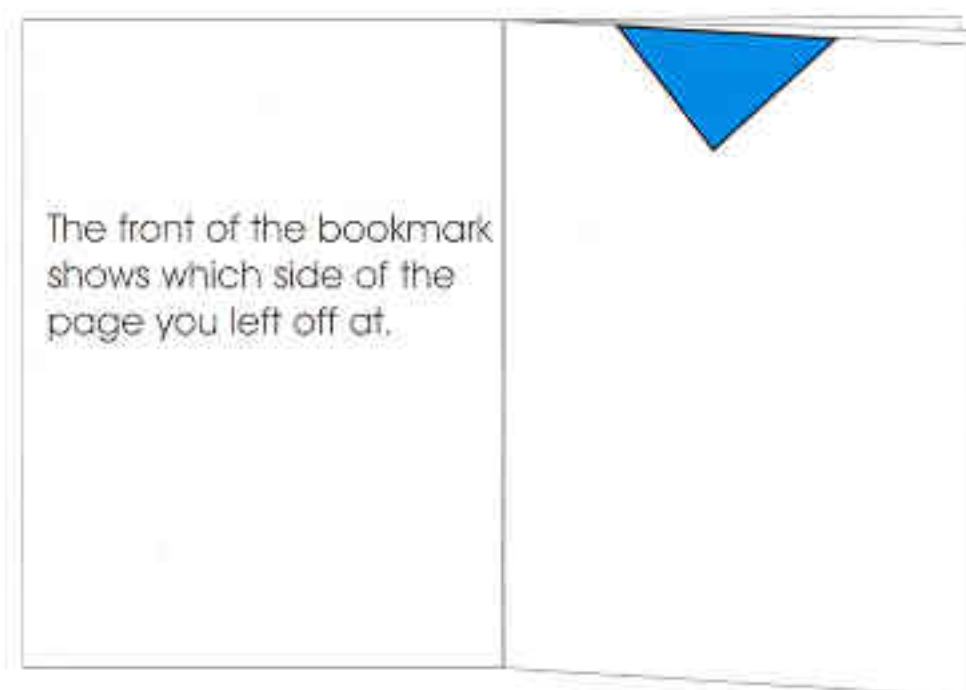 The front of the bookmark
shows which side of the
page you left off at.